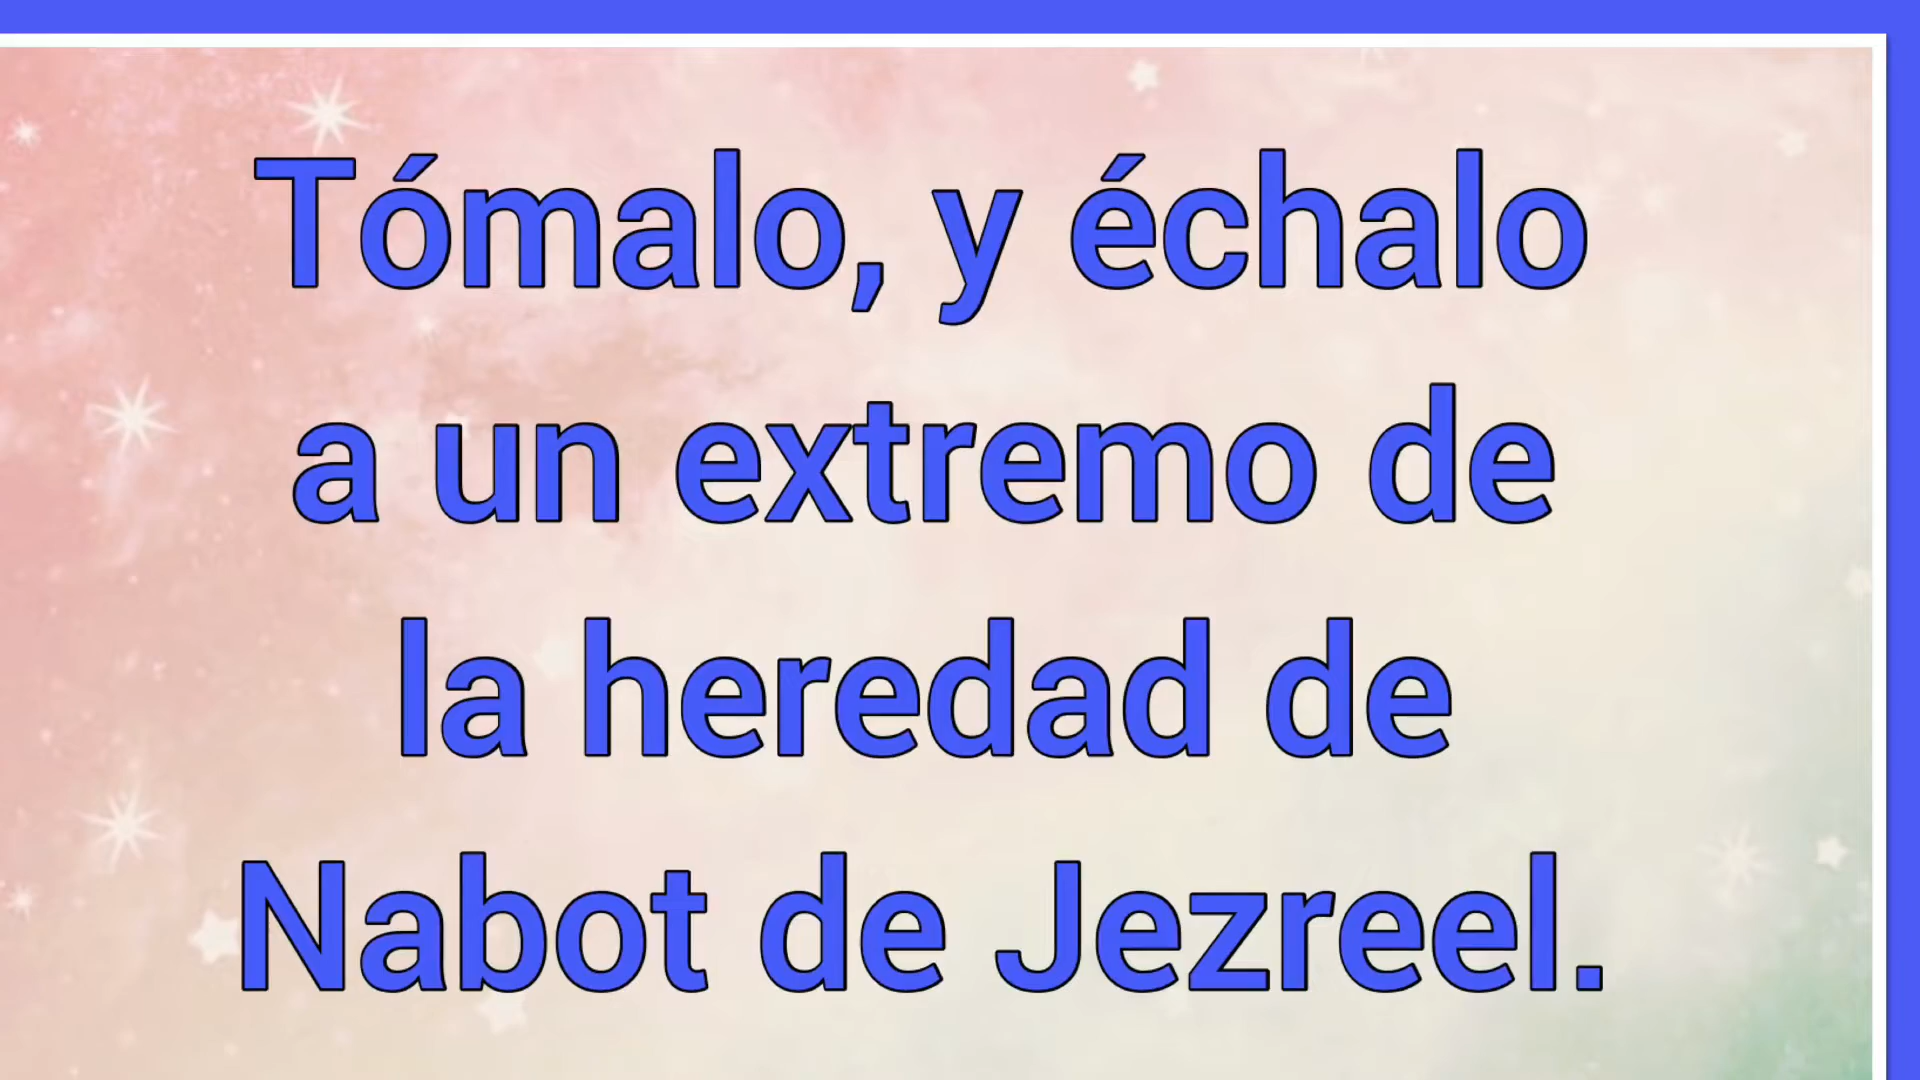 Tómalo, y échalo
a un extremo de
la heredad de
Nabot de Jezreel.